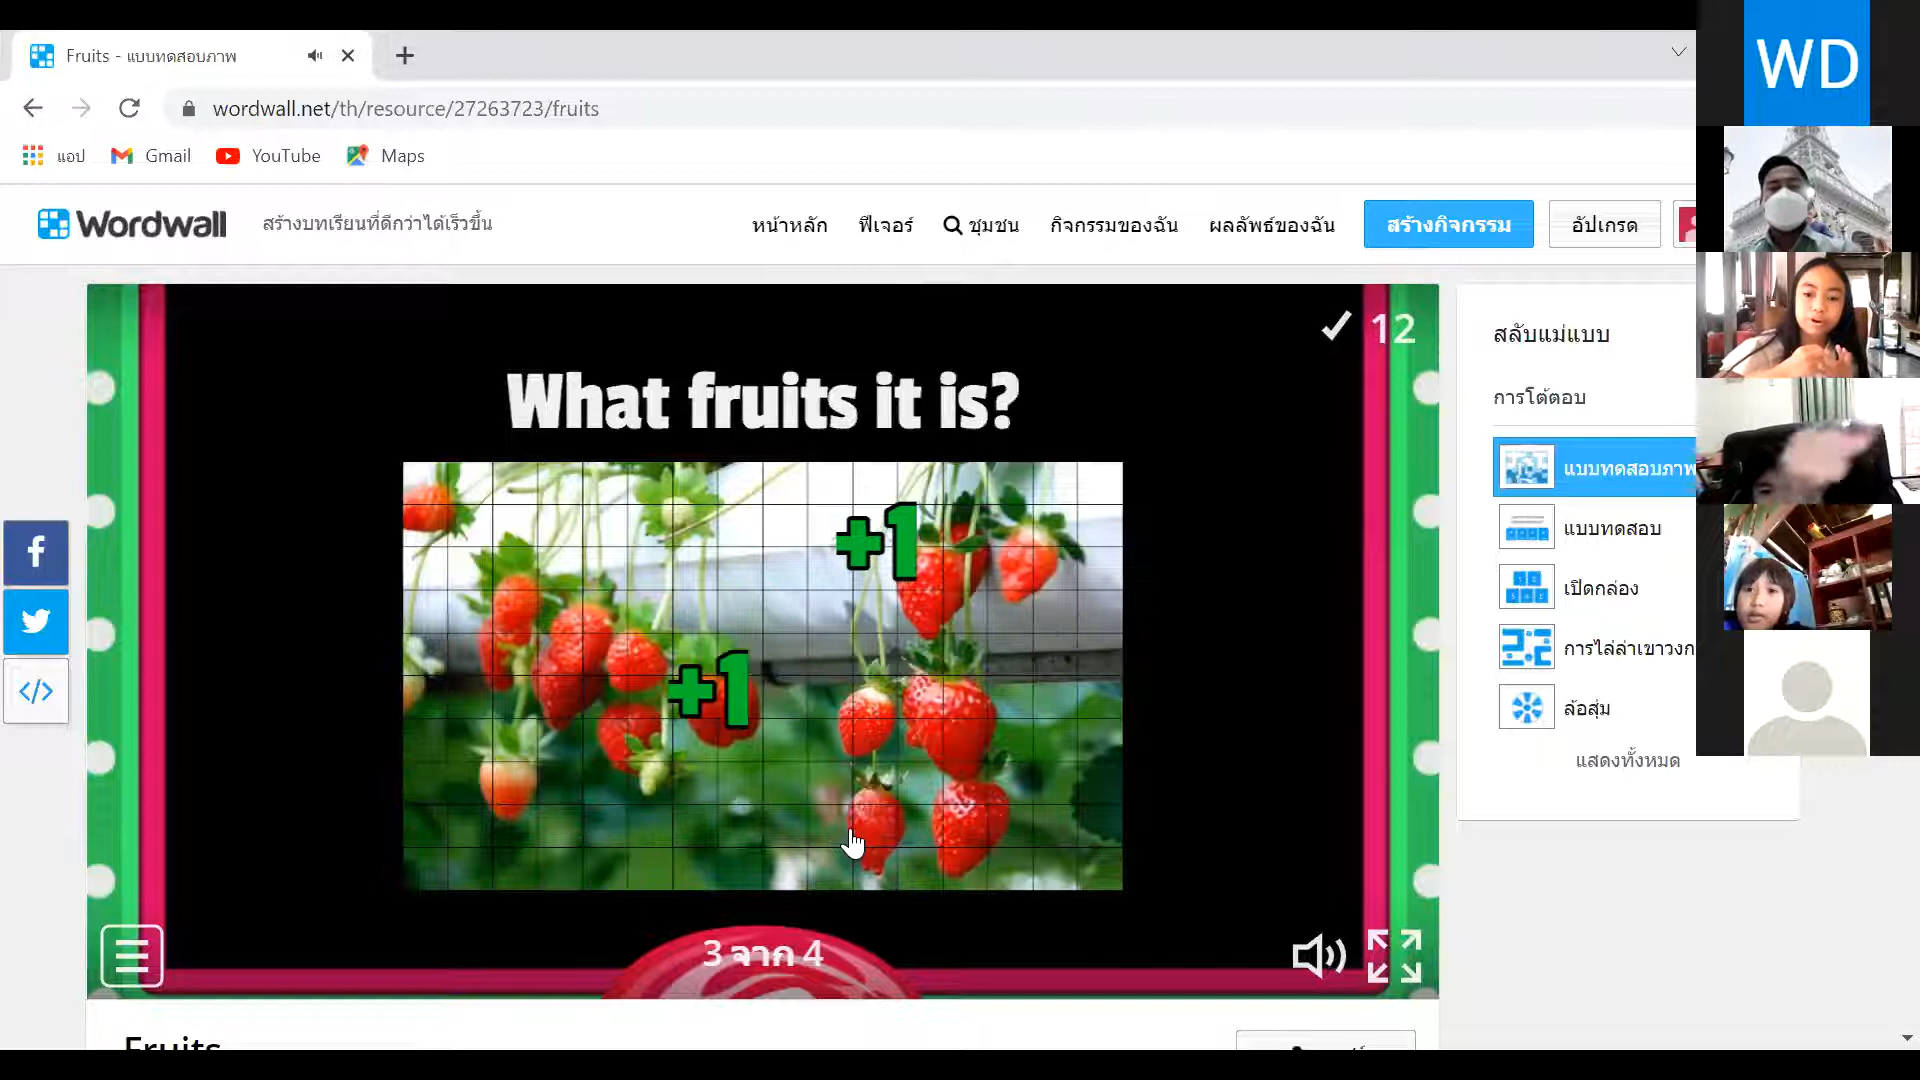 Fruits - แบบทดสอบภาพ
wordwall.net/th/resource/27263723/fruits
แอป Gmail YouTube Maps
Wordwall สร้างบทเรียนที่ดีกว่าได้เร็วขึ้น หน้าหลัก ฟีเจอร์ ชุมชน กิจกรรมของฉัน ผลลัพธ์ของฉัน สร้างกิจกรรม อัปเกรด
WD
12
What fruits it is?
+1
+1
3 จาก 4
สลับแม่แบบ
การโต้ตอบ
แบบทดสอบภาพ
แบบทดสอบ
เปิดกล่อง
การไล่ล่าเขาวงก
ล้อสุ่ม
แสดงทั้งหมด
Fruits